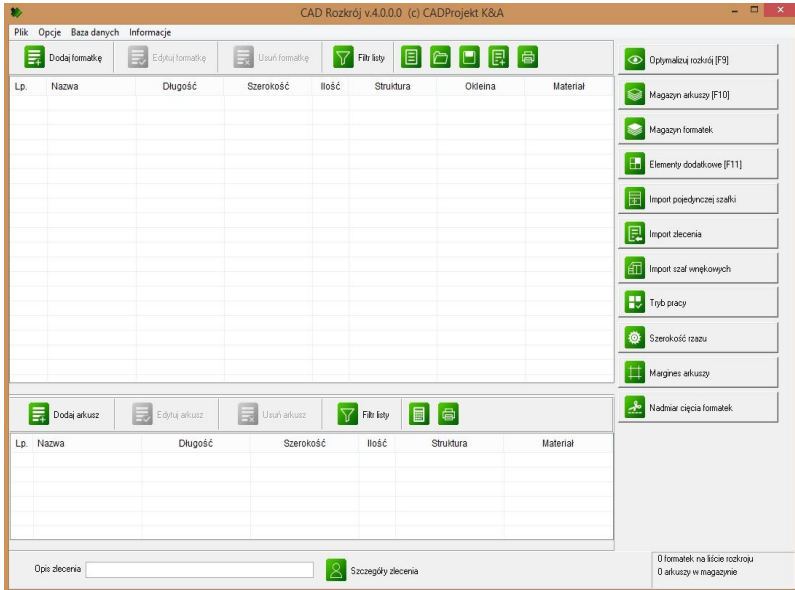 CAD Rozkrój v.4.0.0.0 (c) CADProjekt K&A
Plik Opcje Baza danych Informacje
Dodaj formatkę Edytuj formatkę Usuń formatkę Filtr listy
Lp. Nazwa Długość Szerokość Ilość Struktura Okleina Materiał
Optymalizuj rozkrój [F9]
Magazyn arkuszy [F10]
Magazyn formatek
Elementy dodatkowe [F11]
Import pojedynczej szafki
Import zlecenia
Import szaf wnękowych
Tryb pracy
Szerokość rzazu
Margines arkuszy
Nadmiar cięcia formatek
Dodaj arkusz Edytuj arkusz Usuń arkusz Filtr listy
Lp. Nazwa Długość Szerokość Ilość Struktura Materiał
Opis zlecenia Szczegóły zlecenia
0 formatek na liście rozkroju
0 arkuszy w magazynie